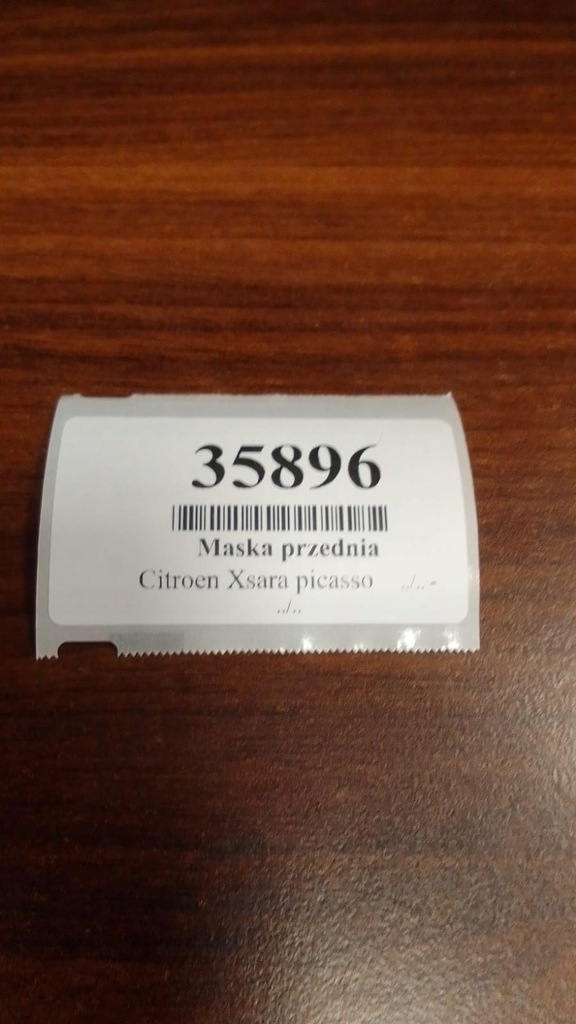 35896
Maska przednia
Citroen Xsara picasso ../.. -
../..